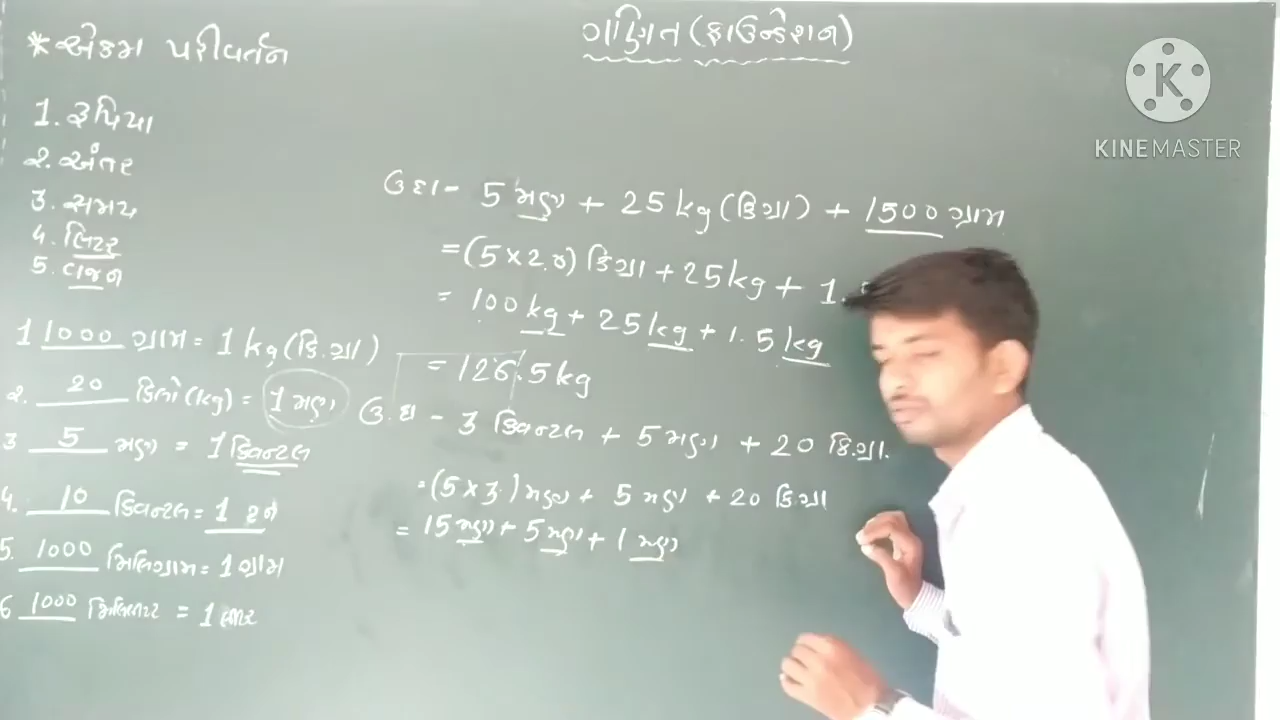 ગણિત (ફાઉન્ડેશન)
* એકમ પરીવર્તન
1. રૂપિયા
2. અંતર
3. સમય
4. લિટર
5. વજન
1 1000 ગ્રામ = 1 kg (કિ.ગ્રા)
2. 20 કિલો (kg) = 1 મણ
3 5 મણ = 1 ક્વિન્ટલ
4. 10 ક્વિન્ટલ = 1 ટન
5. 1000 મિલિગ્રામ = 1 ગ્રામ
6 1000 મિલિલીટર = 1 લીટર
ઉદા - 5 મણ + 25 kg (કિગ્રા) + 1500 ગ્રામ
= (5 × 20) કિગ્રા + 25 kg + 1.
= 100 kg + 25 kg + 1.5 kg
= 126.5 kg
ઉ.દા - 3 ક્વિન્ટલ + 5 મણ + 20 કિ.ગ્રા.
= (5 × 3) મણ + 5 મણ + 20 કિગ્રા
= 15 મણ + 5 મણ + 1 મણ
KINEMASTER